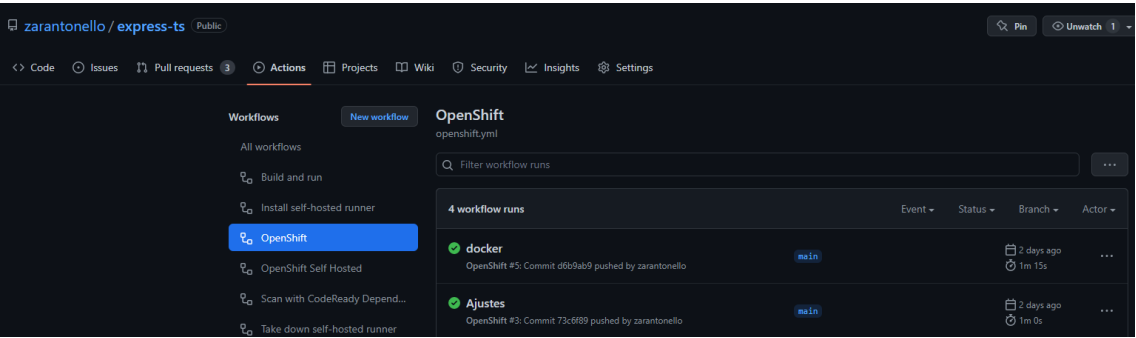 zarantonello / express-ts Public
Pin Unwatch 1
Code Issues Pull requests 3 Actions Projects Wiki Security Insights Settings
Workflows New workflow
All workflows
Build and run
Install self-hosted runner
OpenShift
OpenShift Self Hosted
Scan with CodeReady Depend...
Take down self-hosted runner
OpenShift
openshift.yml
Filter workflow runs
4 workflow runs Event Status Branch Actor
docker
OpenShift #5: Commit d6b9ab9 pushed by zarantonello
main
2 days ago
1m 15s
Ajustes
OpenShift #3: Commit 73c6f89 pushed by zarantonello
main
2 days ago
1m 0s